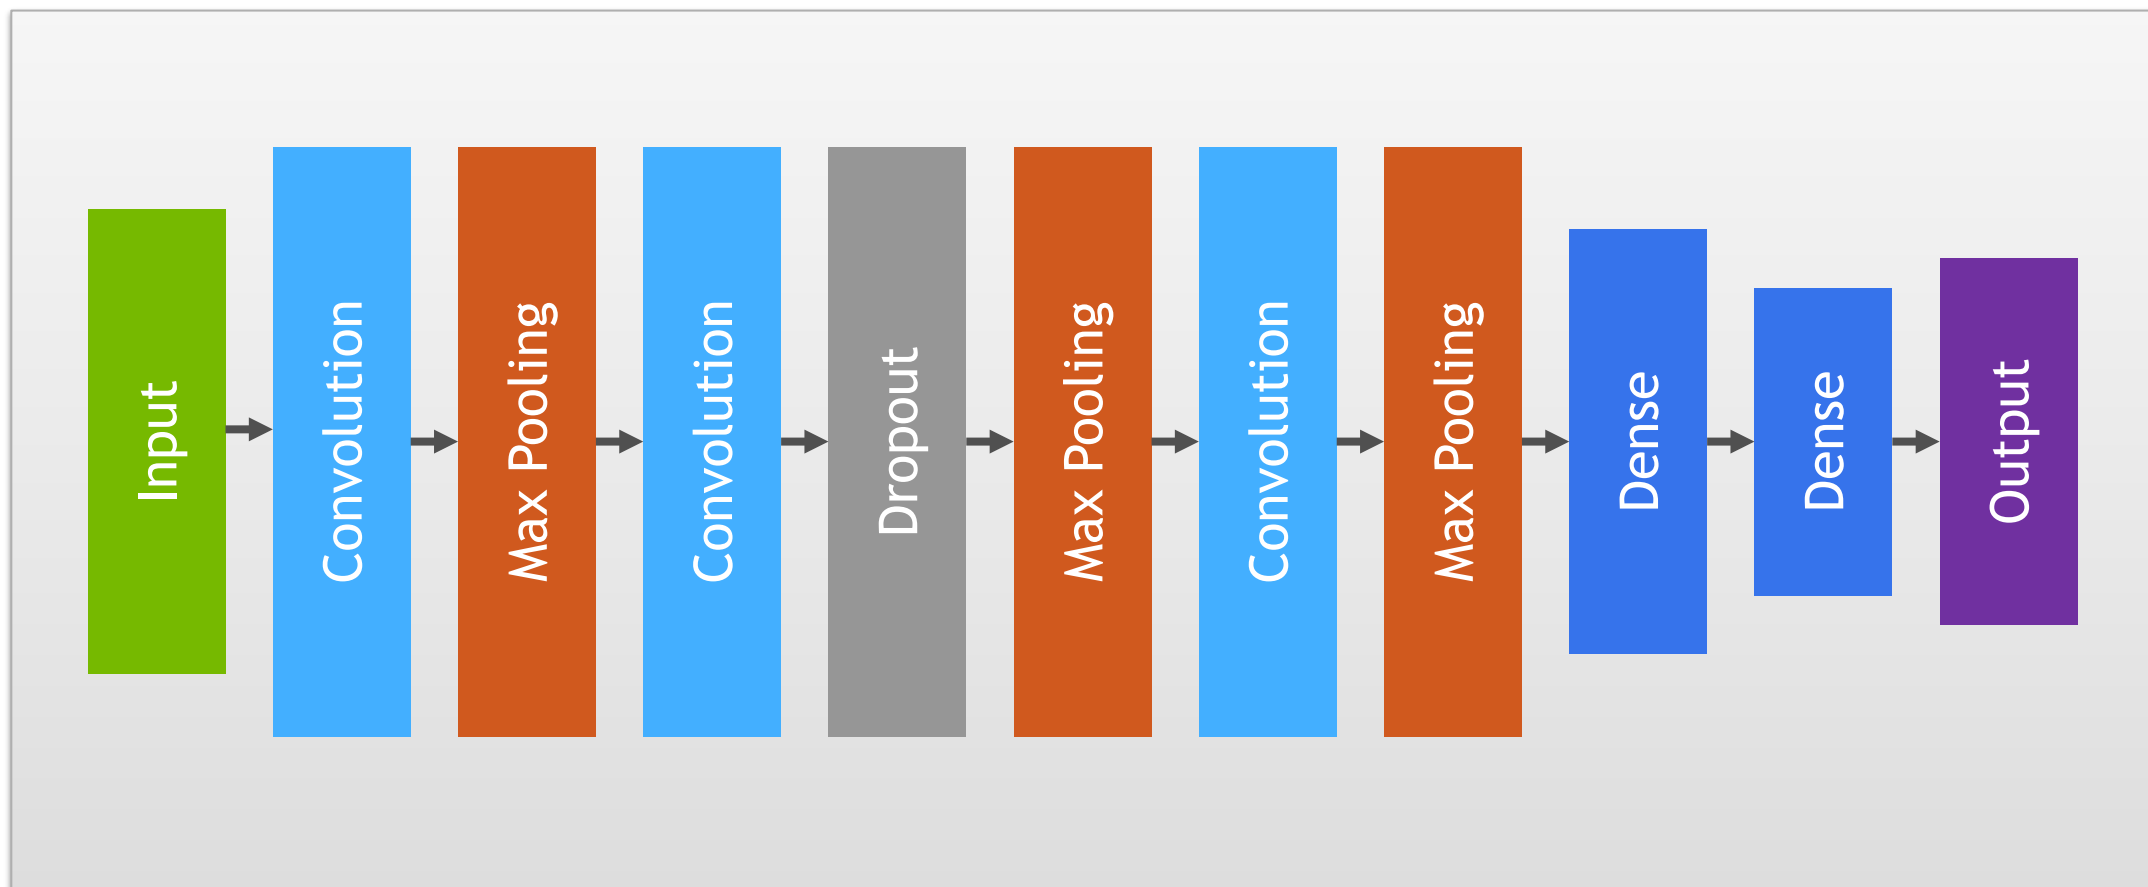 Input
Convolution
Max Pooling
Convolution
Dropout
Max Pooling
Convolution
Max Pooling
Dense
Dense
Output